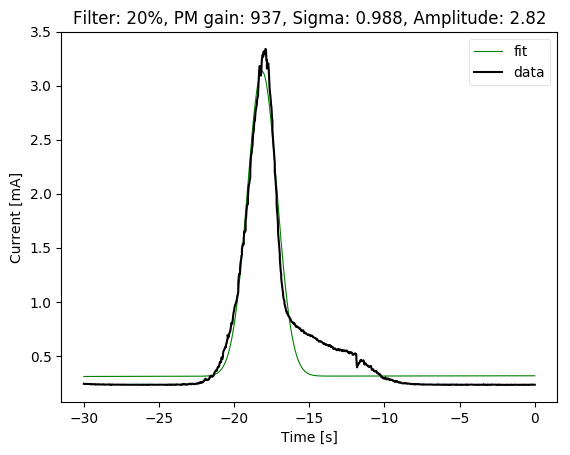 Filter: 20%, PM gain: 937, Sigma: 0.988, Amplitude: 2.82
fit
data
3.5
3.0
2.5
2.0
1.5
1.0
0.5
Current [mA]
−30 −25 −20 −15 −10 −5 0
Time [s]